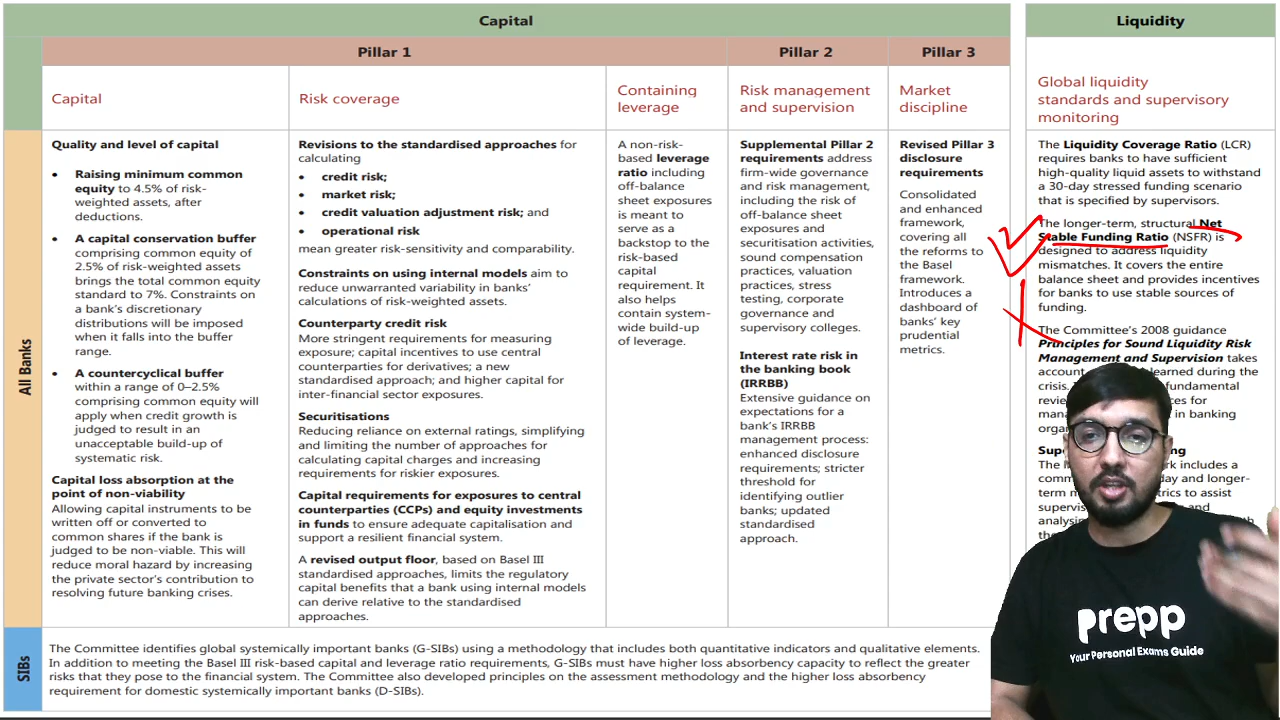 Capital
Liquidity
Pillar 1
Pillar 2
Pillar 3
Capital
Risk coverage
Containing
leverage
Risk management
and supervision
Market
discipline
Global liquidity
standards and supervisory
monitoring
All Banks
Quality and level of capital
• Raising minimum common
equity to 4.5% of risk-
weighted assets, after
deductions.
• A capital conservation buffer
comprising common equity of
2.5% of risk-weighted assets
brings the total common equity
standard to 7%. Constraints on
a bank's discretionary
distributions will be imposed
when it falls into the buffer
range.
• A countercyclical buffer
within a range of 0–2.5%
comprising common equity will
apply when credit growth is
judged to result in an
unacceptable build-up of
systematic risk.
Capital loss absorption at the
point of non-viability
Allowing capital instruments to be
written off or converted to
common shares if the bank is
judged to be non-viable. This will
reduce moral hazard by increasing
the private sector's contribution to
resolving future banking crises.
Revisions to the standardised approaches for
calculating
• credit risk;
• market risk;
• credit valuation adjustment risk; and
• operational risk
mean greater risk-sensitivity and comparability.
Constraints on using internal models aim to
reduce unwarranted variability in banks'
calculations of risk-weighted assets.
Counterparty credit risk
More stringent requirements for measuring
exposure; capital incentives to use central
counterparties for derivatives; a new
standardised approach; and higher capital for
inter-financial sector exposures.
Securitisations
Reducing reliance on external ratings, simplifying
and limiting the number of approaches for
calculating capital charges and increasing
requirements for riskier exposures.
Capital requirements for exposures to central
counterparties (CCPs) and equity investments
in funds to ensure adequate capitalisation and
support a resilient financial system.
A revised output floor, based on Basel III
standardised approaches, limits the regulatory
capital benefits that a bank using internal models
can derive relative to the standardised
approaches.
A non-risk-
based leverage
ratio including
off-balance
sheet exposures
is meant to
serve as a
backstop to the
risk-based
capital
requirement. It
also helps
contain system-
wide build-up
of leverage.
Supplemental Pillar 2
requirements address
firm-wide governance
and risk management,
including the risk of
off-balance sheet
exposures and
securitisation activities,
sound compensation
practices, valuation
practices, stress
testing, corporate
governance and
supervisory colleges.
Interest rate risk in
the banking book
(IRRBB)
Extensive guidance on
expectations for a
bank's IRRBB
management process:
enhanced disclosure
requirements; stricter
threshold for
identifying outlier
banks; updated
standardised
approach.
Revised Pillar 3
disclosure
requirements
Consolidated
and enhanced
framework,
covering all
the reforms to
the Basel
framework.
Introduces a
dashboard of
banks' key
prudential
metrics.
The Liquidity Coverage Ratio (LCR)
requires banks to have sufficient
high-quality liquid assets to withstand
a 30-day stressed funding scenario
that is specified by supervisors.
The longer-term, structural Net
Stable Funding Ratio (NSFR) is
designed to address liquidity
mismatches. It covers the entire
balance sheet and provides incentives
for banks to use stable sources of
funding.
The Committee's 2008 guidance
Principles for Sound Liquidity Risk
Management and Supervision takes
account learned during the
crisis. fundamental
for
in banking
The includes a
and longer-
to assist
and
SIBs
The Committee identifies global systemically important banks (G-SIBs) using a methodology that includes both quantitative indicators and qualitative elements.
In addition to meeting the Basel III risk-based capital and leverage ratio requirements, G-SIBs must have higher loss absorbency capacity to reflect the greater
risks that they pose to the financial system. The Committee also developed principles on the assessment methodology and the higher loss absorbency
requirement for domestic systemically important banks (D-SIBs).
prepp
Your Personal Exams Guide